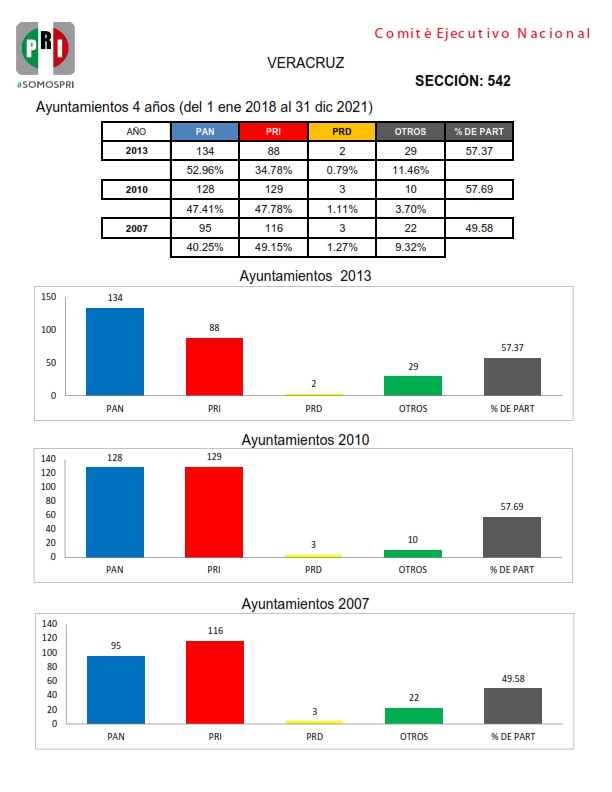 Comité Ejecutivo Nacional
PRI
#SOMOSPRI
VERACRUZ
SECCIÓN: 542
Ayuntamientos 4 años (del 1 ene 2018 al 31 dic 2021)
AÑO PAN PRI PRD OTROS % DE PART
2013 134 88 2 29 57.37
52.96% 34.78% 0.79% 11.46%
2010 128 129 3 10 57.69
47.41% 47.78% 1.11% 3.70%
2007 95 116 3 22 49.58
40.25% 49.15% 1.27% 9.32%
Ayuntamientos 2013
150
134
100
88
57.37
50
29
2
0
PAN PRI PRD OTROS % DE PART
Ayuntamientos 2010
140
128
129
120
100
80
60
57.69
40
20
10
3
0
PAN PRI PRD OTROS % DE PART
Ayuntamientos 2007
140
120
116
100
95
80
60
49.58
40
22
20
3
0
PAN PRI PRD OTROS % DE PART